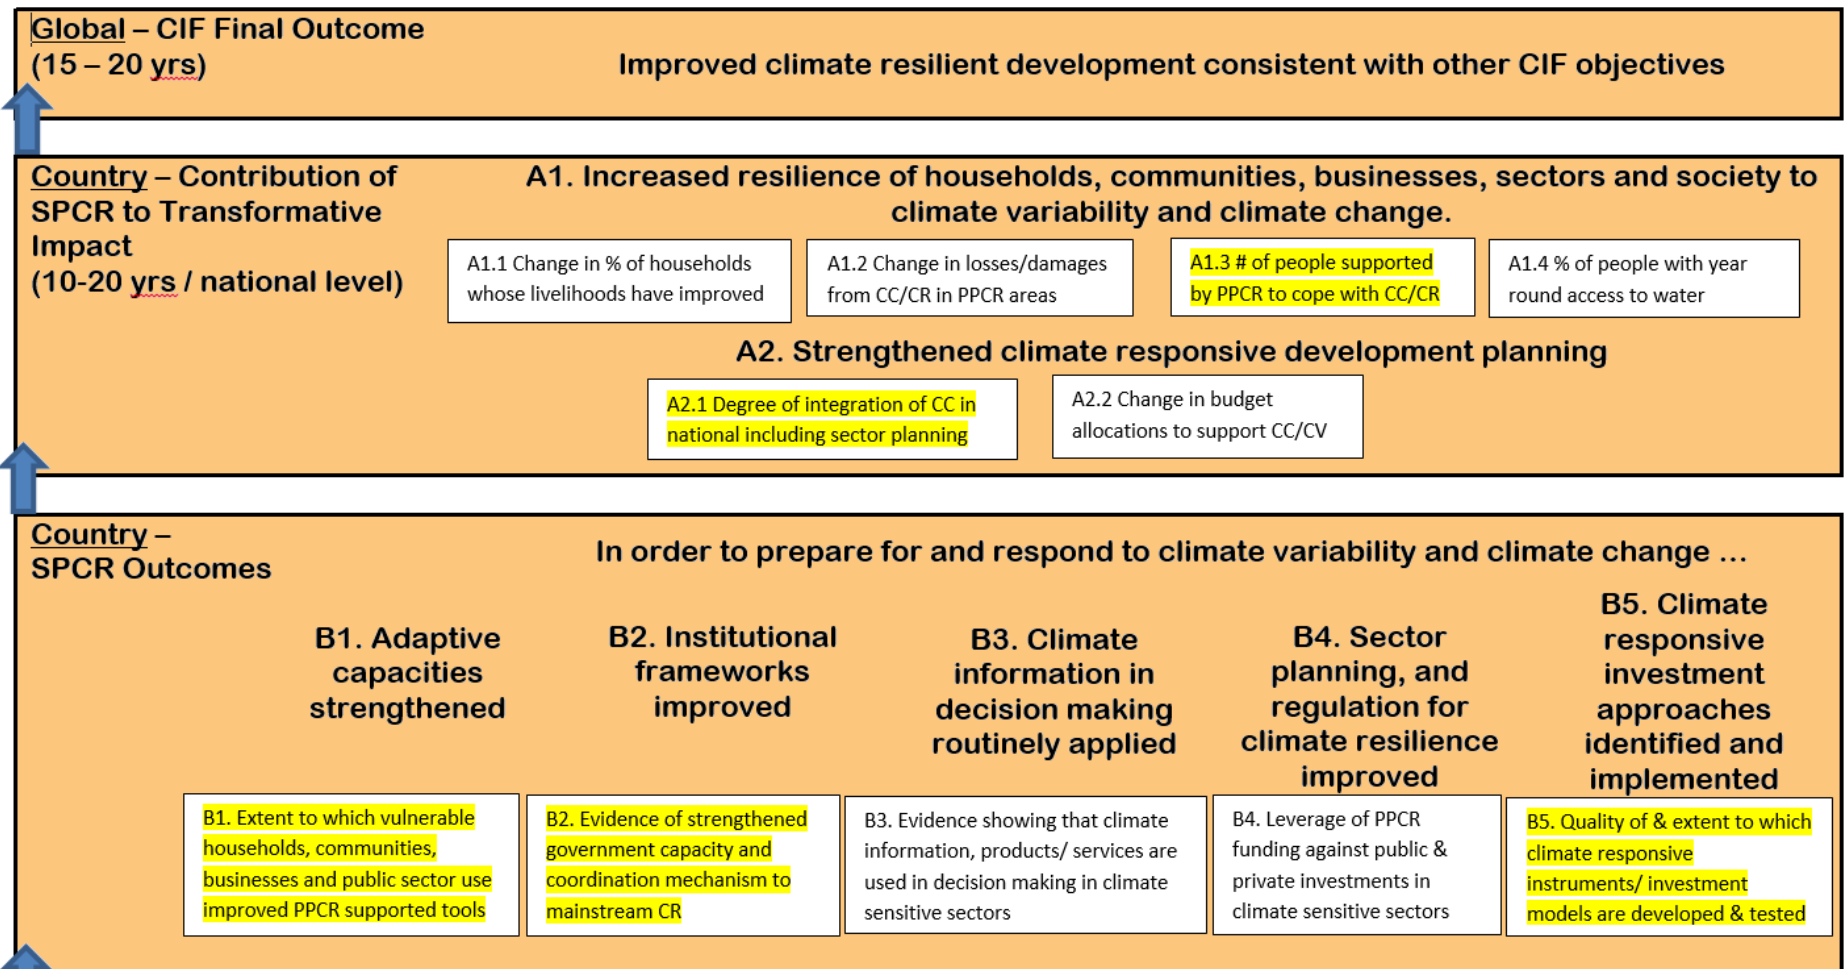 Global – CIF Final Outcome
(15 – 20 yrs)
Improved climate resilient development consistent with other CIF objectives
Country – Contribution of
SPCR to Transformative
Impact
(10-20 yrs / national level)
A1. Increased resilience of households, communities, businesses, sectors and society to
climate variability and climate change.
A1.1 Change in % of households
whose livelihoods have improved
A1.2 Change in losses/damages
from CC/CR in PPCR areas
A1.3 # of people supported
by PPCR to cope with CC/CR
A1.4 % of people with year
round access to water
A2. Strengthened climate responsive development planning
A2.1 Degree of integration of CC in
national including sector planning
A2.2 Change in budget
allocations to support CC/CV
Country –
SPCR Outcomes
In order to prepare for and respond to climate variability and climate change ...
B1. Adaptive
capacities
strengthened
B2. Institutional
frameworks
improved
B3. Climate
information in
decision making
routinely applied
B4. Sector
planning, and
regulation for
climate resilience
improved
B5. Climate
responsive
investment
approaches
identified and
implemented
B1. Extent to which vulnerable
households, communities,
businesses and public sector use
improved PPCR supported tools
B2. Evidence of strengthened
government capacity and
coordination mechanism to
mainstream CR
B3. Evidence showing that climate
information, products/ services are
used in decision making in climate
sensitive sectors
B4. Leverage of PPCR
funding against public &
private investments in
climate sensitive sectors
B5. Quality of & extent to which
climate responsive
instruments/ investment
models are developed & tested